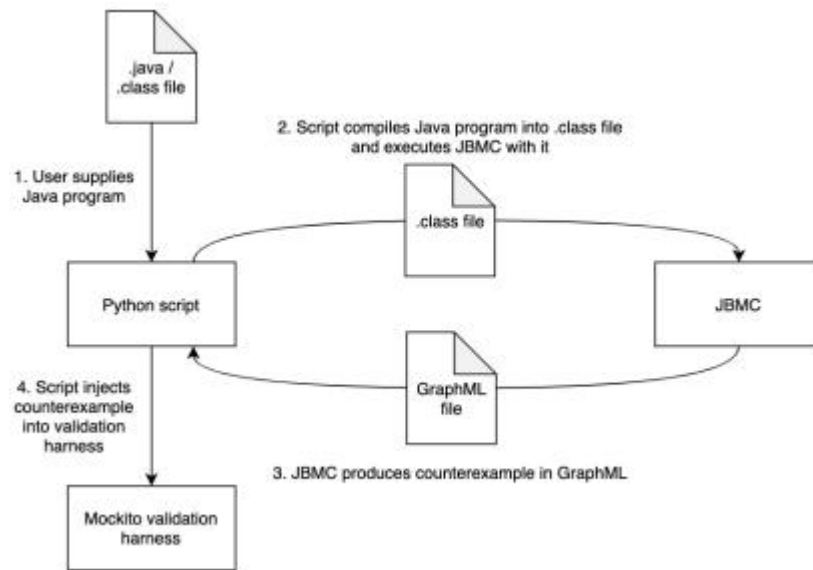 .java /
.class file
2. Script compiles Java program into .class file
and executes JBMC with it
1. User supplies
Java program
.class file
Python script
JBMC
GraphML
file
4. Script injects
counterexample
into validation
harness
3. JBMC produces counterexample in GraphML
Mockito validation
harness